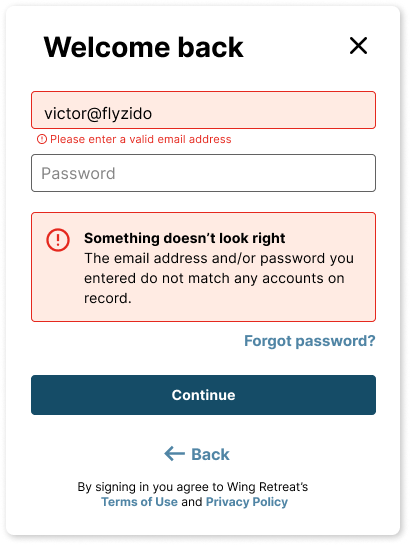 Welcome back
victor@flyzido
Please enter a valid email address
Password
Something doesn’t look right
The email address and/or password you
entered do not match any accounts on
record.
Forgot password?
Continue
Back
By signing in you agree to Wing Retreat’s
Terms of Use and Privacy Policy